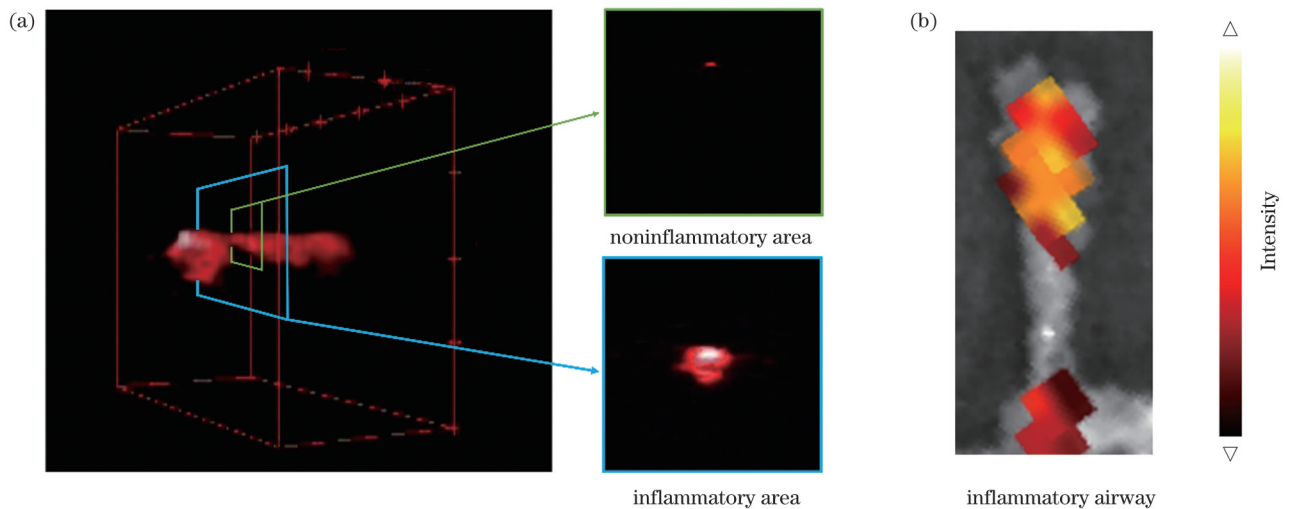 (a)
noninflammatory area
inflammatory area
(b)
Intensity
inflammatory airway